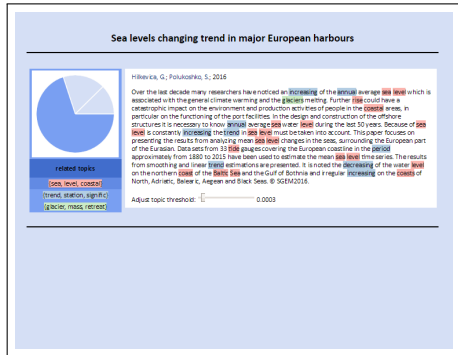 Sea levels changing trend in major European harbours
Hilkevica, G.; Polukoshko, S.; 2016
Over the last decade many researchers have noticed an increasing of the annual average sea level which is
associated with the general climate warming and the glaciers melting. Further rise could have a
catastrophic impact on the environment and production activities of people in the coastal areas, in
particular on the functioning of the port facilities. In the design and construction of the offshore
structures it is necessary to know annual average sea water level during the last 50 years. Because of sea
level is constantly increasing the trend in sea level must be taken into account. This paper focuses on
presenting the results from analyzing mean sea level changes in the seas, surrounding the European part
of the Eurasian. Data sets from 33 tide gauges covering the European coastline in the period
approximately from 1880 to 2015 have been used to estimate the mean sea level time series. The results
from smoothing and linear trend estimations are presented. It is noted the decreasing of the water level
on the northern coast of the Baltic Sea and the Gulf of Bothnia and irregular increasing on the coasts of
North, Adriatic, Balearic, Aegean and Black Seas. © SGEM2016.
Adjust topic threshold: 0.0003
related topics
(sea, level, coastal)
(trend, station, signific)
(glacier, mass, retreat)